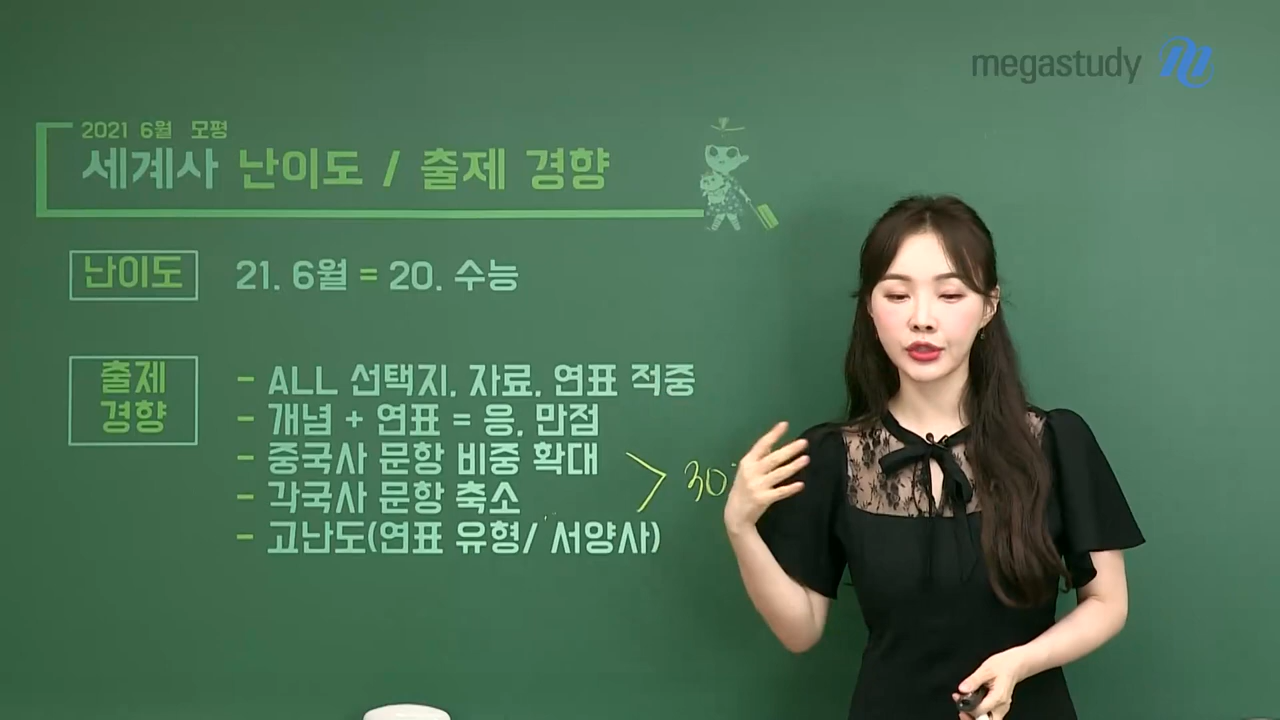 megastudy
2021 6월 모평
세계사 난이도 / 출제 경향
난이도 21. 6월 = 20. 수능
출제
경향
- ALL 선택지, 자료, 연표 적중
- 개념 + 연표 = 응, 만점
- 중국사 문항 비중 확대
- 각국사 문항 축소
> 30
- 고난도(연표 유형/ 서양사)